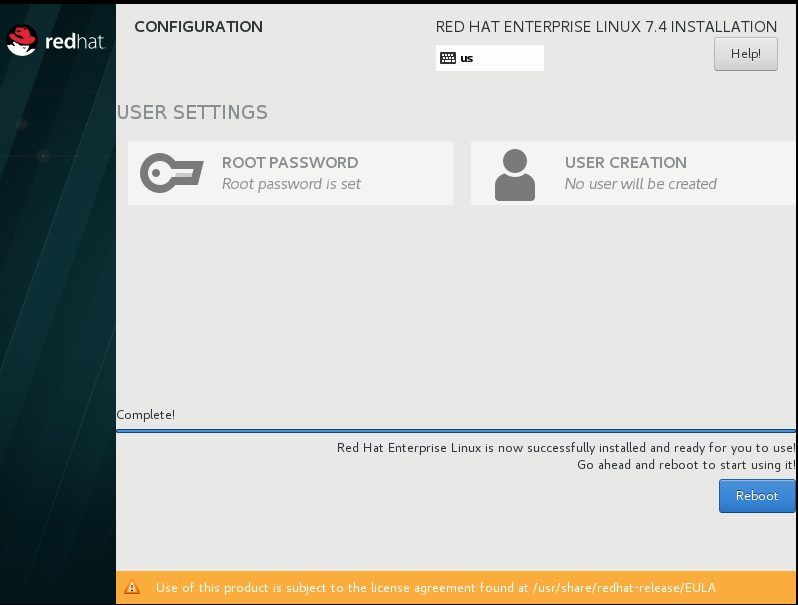 redhat
CONFIGURATION
RED HAT ENTERPRISE LINUX 7.4 INSTALLATION
us
Help!
USER SETTINGS
ROOT PASSWORD
Root password is set
USER CREATION
No user will be created
Complete!
Red Hat Enterprise Linux is now successfully installed and ready for you to use!
Go ahead and reboot to start using it!
Reboot
Use of this product is subject to the license agreement found at /usr/share/redhat-release/EULA